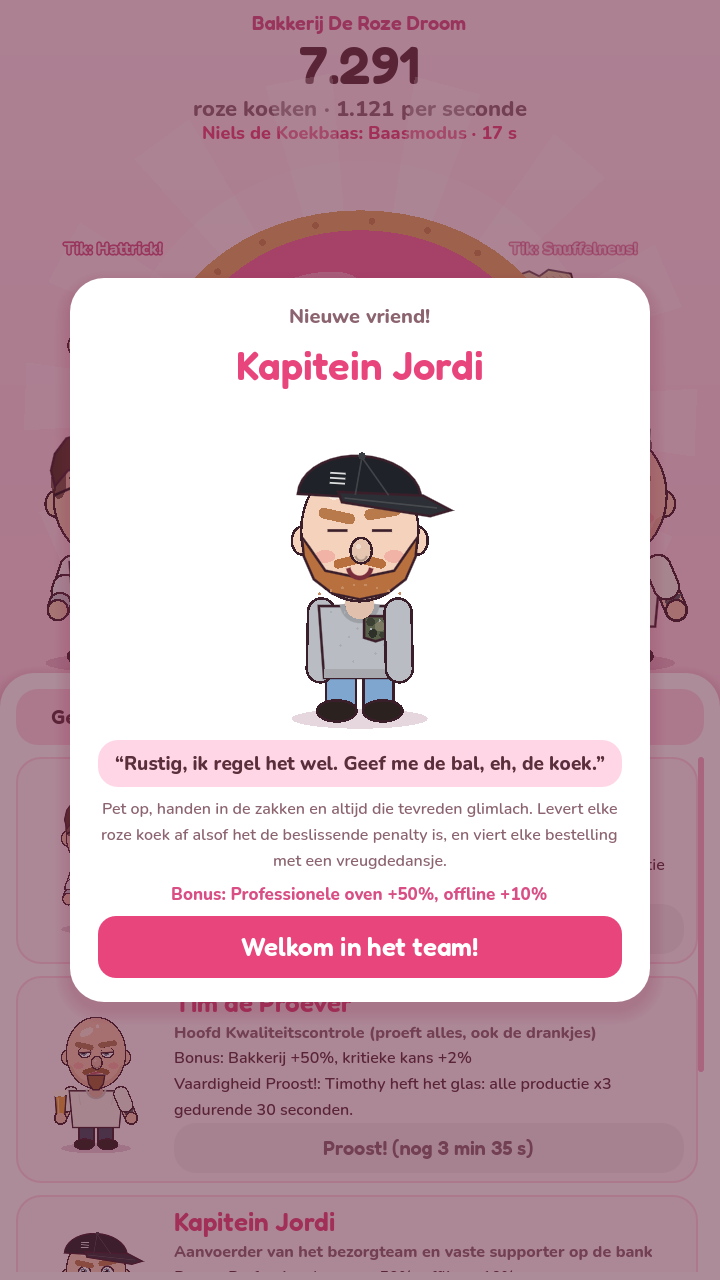 Bakkerij De Roze Droom
7.291
roze koeken · 1.121 per seconde
Niels de Koekbaas: Baasmodus · 17 s
Tik: Hattrick!
Tik: Snuffelneus!
Nieuwe vriend!
Kapitein Jordi
“Rustig, ik regel het wel. Geef me de bal, eh, de koek.”
Pet op, handen in de zakken en altijd die tevreden glimlach. Levert elke
roze koek af alsof het de beslissende penalty is, en viert elke bestelling
met een vreugdedansje.
Bonus: Professionele oven +50%, offline +10%
Welkom in het team!
Tim de Proever
Hoofd Kwaliteitscontrole (proeft alles, ook de drankjes)
Bonus: Bakkerij +50%, kritieke kans +2%
Vaardigheid Proost!: Timothy heft het glas: alle productie x3
gedurende 30 seconden.
Proost! (nog 3 min 35 s)
Kapitein Jordi
Aanvoerder van het bezorgteam en vaste supporter op de bank